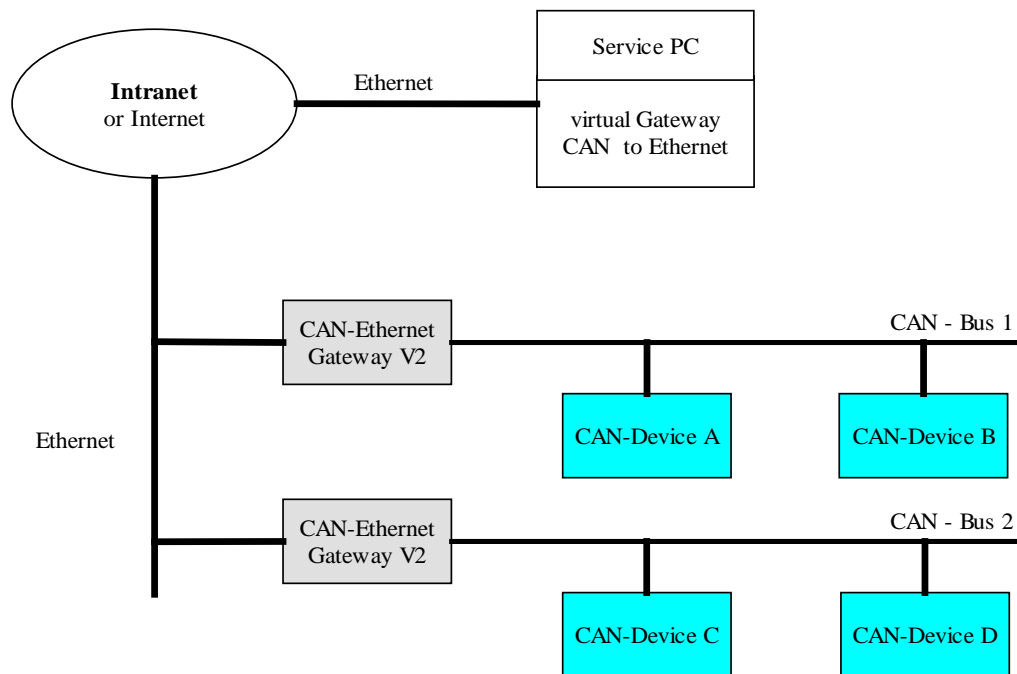 Service PC
Ethernet
Intranet
or Internet
virtual Gateway
CAN to Ethernet
CAN-Ethernet
Gateway V2
CAN - Bus 1
CAN-Device A
CAN-Device B
Ethernet
CAN-Ethernet
Gateway V2
CAN - Bus 2
CAN-Device C
CAN-Device D